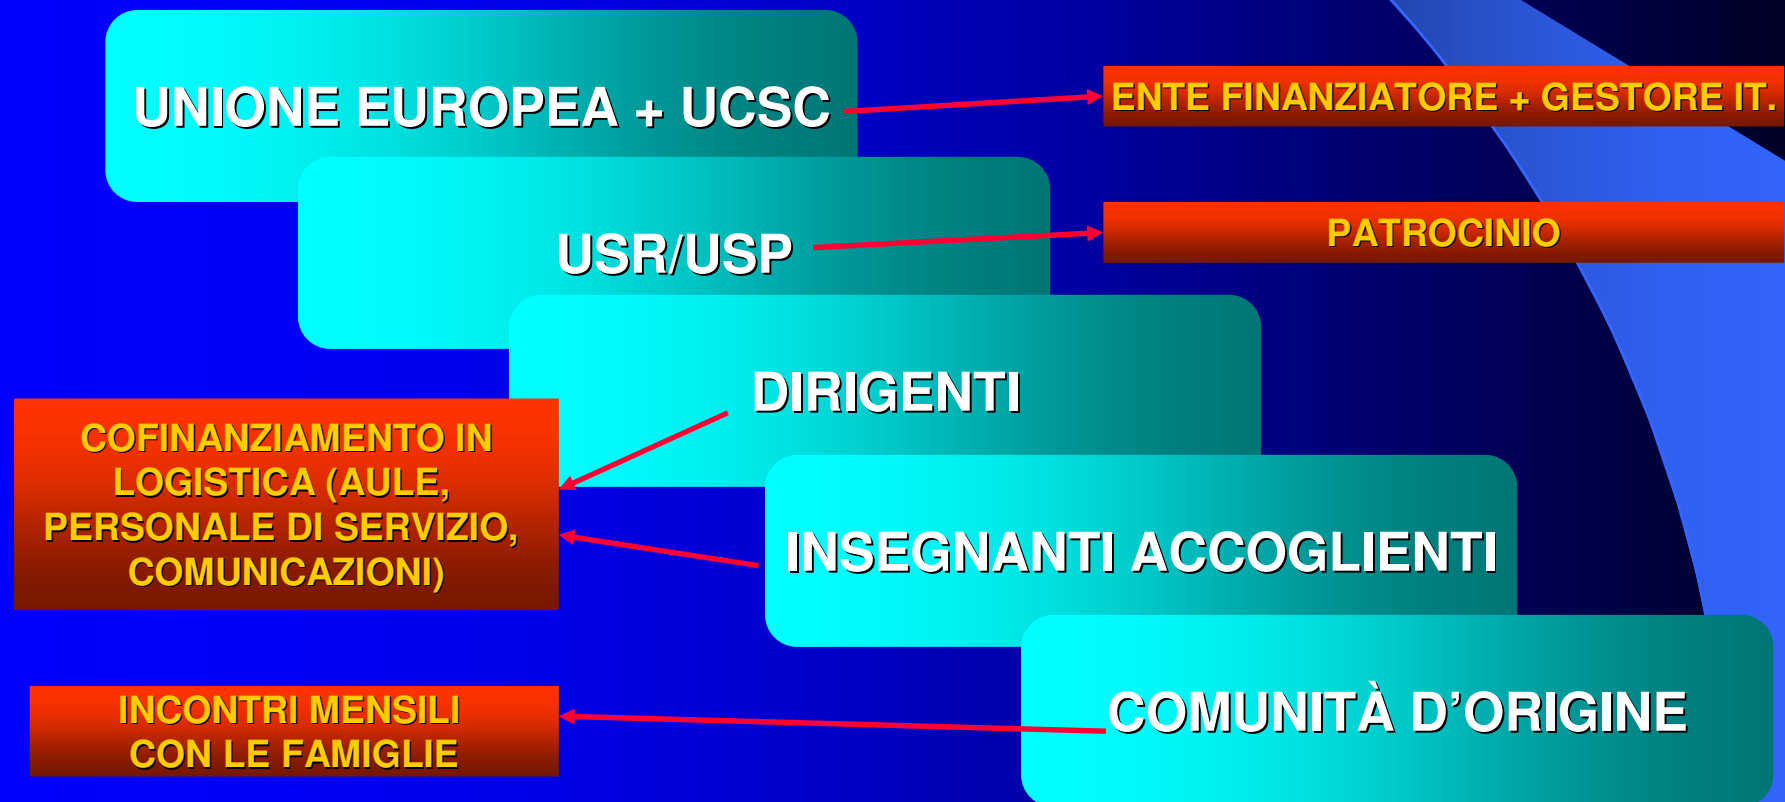 UNIONE EUROPEA + UCSC
ENTE FINANZIATORE + GESTORE IT.
USR/USP
PATROCINIO
DIRIGENTI
COFINANZIAMENTO IN
LOGISTICA (AULE,
PERSONALE DI SERVIZIO,
COMUNICAZIONI)
INSEGNANTI ACCOGLIENTI
COMUNITÀ D’ORIGINE
INCONTRI MENSILI
CON LE FAMIGLIE